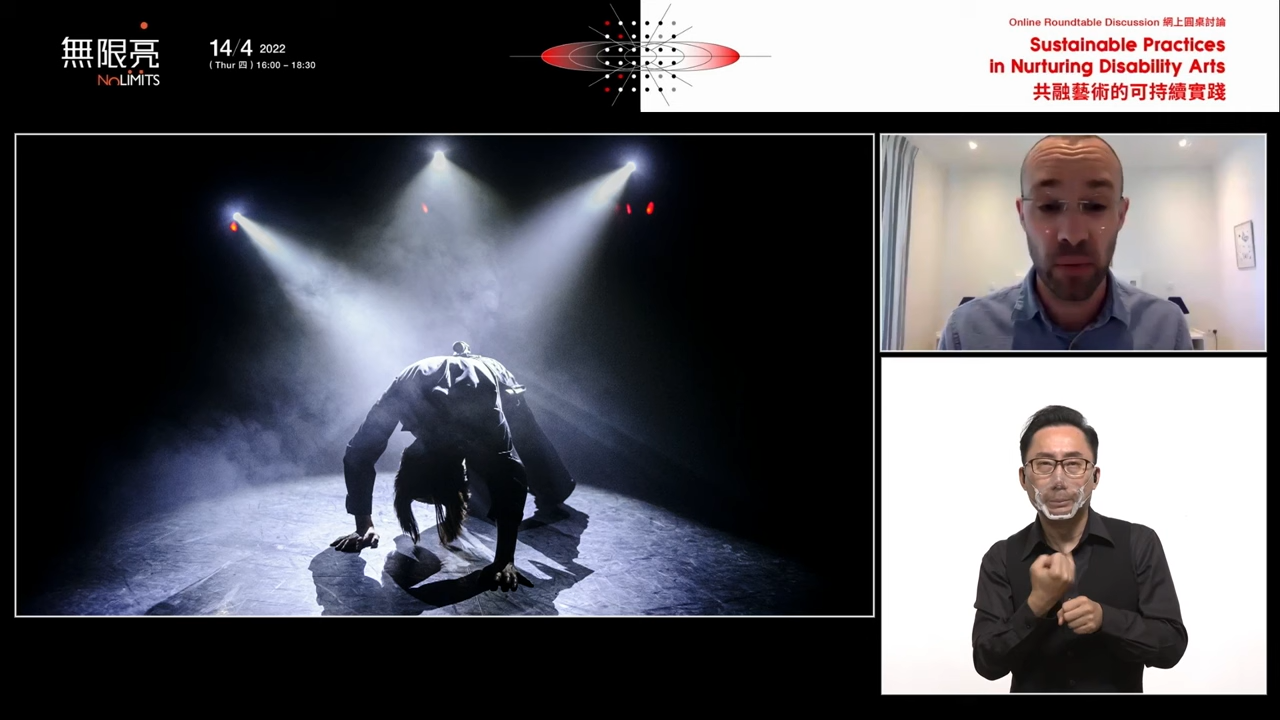 無限亮
NoLIMITS
14/4 2022
( Thur 四 ) 16:00 – 18:30
Online Roundtable Discussion 網上圓桌討論
Sustainable Practices
in Nurturing Disability Arts
共融藝術的可持續實踐